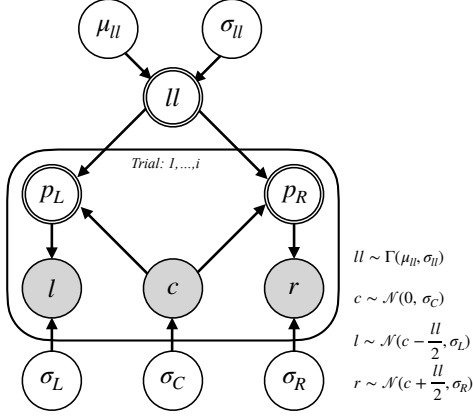 μ_ll σ_ll
ll
Trial: 1,...,i
p_L p_R
l c r
σ_L σ_C σ_R
ll ∼ Γ(μ_ll, σ_ll)
c ∼ 𝒩(0, σ_C)
l ∼ 𝒩(c − ll/2, σ_L)
r ∼ 𝒩(c + ll/2, σ_R)